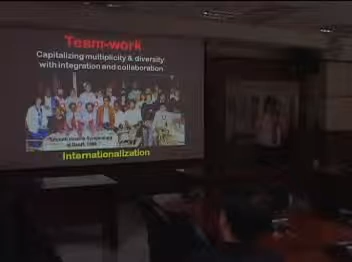 Team-work
Capitalizing multiplicity & diversity
with integration and collaboration
Internationalization